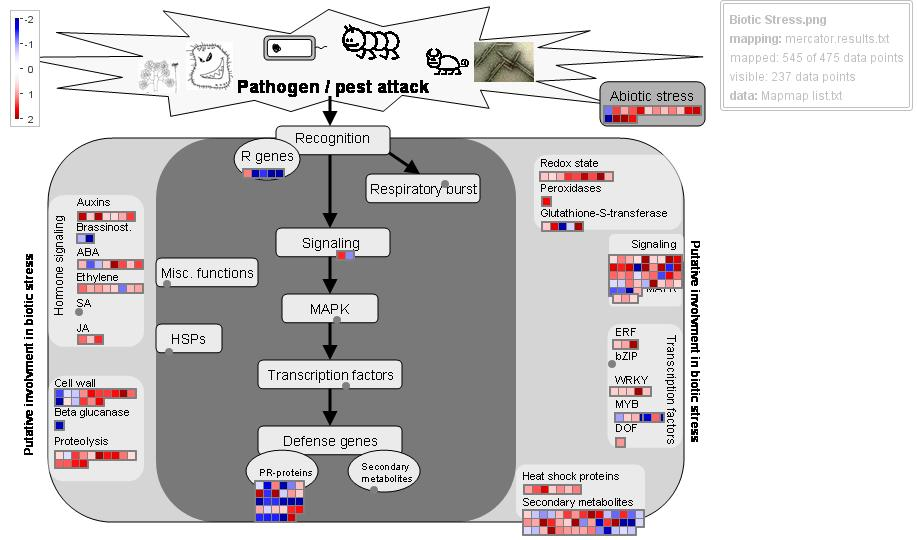 -2
-1
0
1
2
Pathogen / pest attack
Biotic Stress.png
mapping: mercator.results.txt
mapped: 545 of 475 data points
visible: 237 data points
data: Mapmap list.txt
Abiotic stress
Recognition
R genes
Respiratory burst
Signaling
Misc. functions
MAPK
HSPs
Transcription factors
Defense genes
PR-proteins
Secondary
metabolites
Putative involvment in biotic stress
Hormone signaling
Auxins
Brassinost.
ABA
Ethylene
SA
JA
Cell wall
Beta glucanase
Proteolysis
Redox state
Peroxidases
Glutathione-S-transferase
Signaling
MAPK
ERF
bZIP
WRKY
MYB
DOF
Transcription factors
Putative involvment in biotic stress
Heat shock proteins
Secondary metabolites